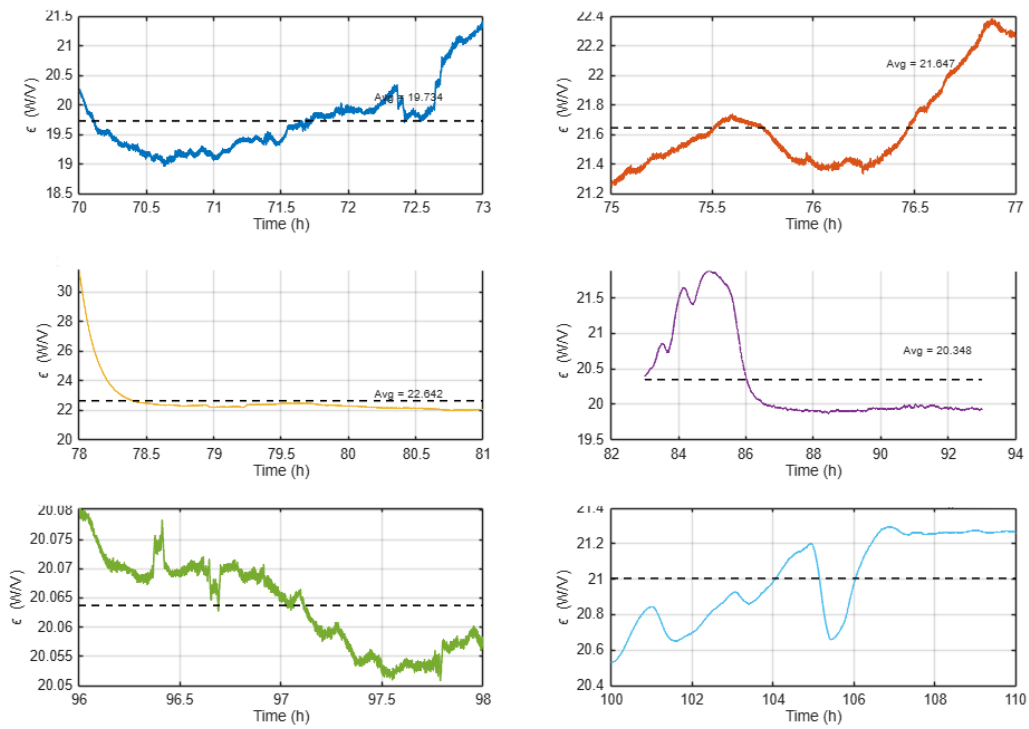 21.5
21
20.5
20
19.5
19
18.5
ϵ (W/V)
Avg = 19.734
70 70.5 71 71.5 72 72.5 73
Time (h)
22.4
22.2
22
21.8
21.6
21.4
21.2
ϵ (W/V)
Avg = 21.647
75 75.5 76 76.5 77
Time (h)
30
28
26
24
22
20
ϵ (W/V)
Avg = 22.642
78 78.5 79 79.5 80 80.5 81
Time (h)
21.5
21
20.5
20
19.5
ϵ (W/V)
Avg = 20.348
82 84 86 88 90 92 94
Time (h)
20.08
20.075
20.07
20.065
20.06
20.055
20.05
ϵ (W/V)
96 96.5 97 97.5 98
Time (h)
21.4
21.2
21
20.8
20.6
20.4
ϵ (W/V)
100 102 104 106 108 110
Time (h)